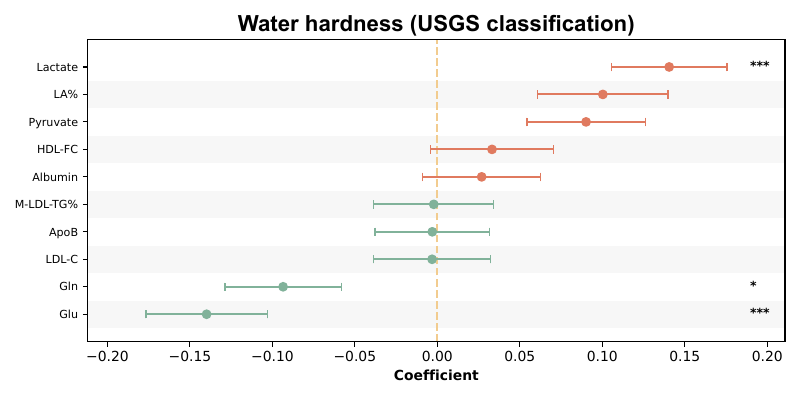 Water hardness (USGS classification)
Lactate ***
LA%
Pyruvate
HDL-FC
Albumin
M-LDL-TG%
ApoB
LDL-C
Gln *
Glu ***
−0.20 −0.15 −0.10 −0.05 0.00 0.05 0.10 0.15 0.20
Coefficient